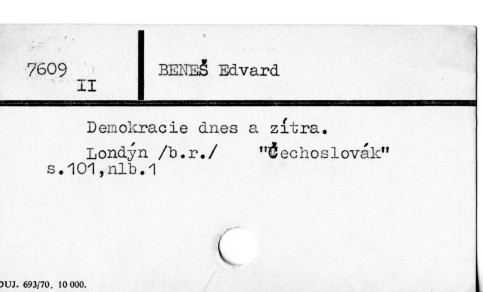 7609 BENEŠ Edvard
II
Demokracie dnes a zítra.
Londýn /b.r./ "Čechoslovák"
s.101,nlb.1
DUJ. 693/70, 10 000.